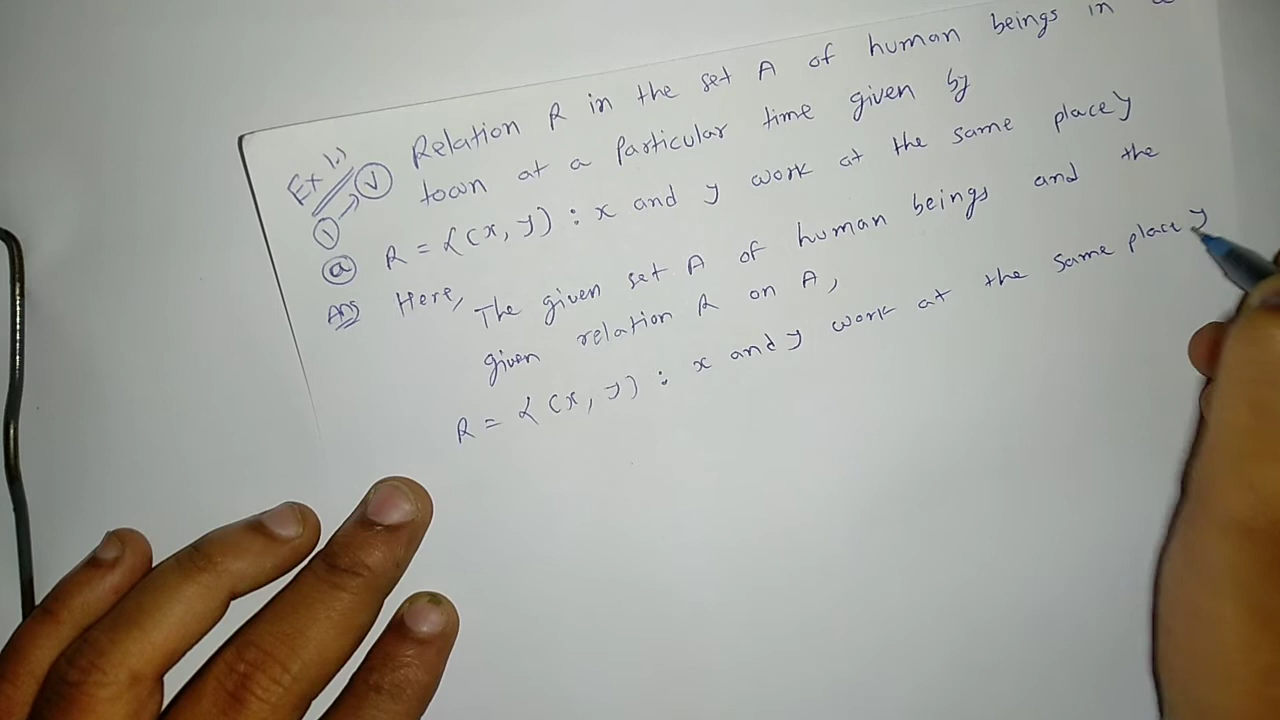 Ex 1.1
1 → v Relation R in the set A of human beings in a
town at a particular time given by
a R = {(x, y) : x and y work at the same place}
Ans Here, The given set A of human beings and the
given relation R on A,
R = {(x, y) : x and y work at the same place}